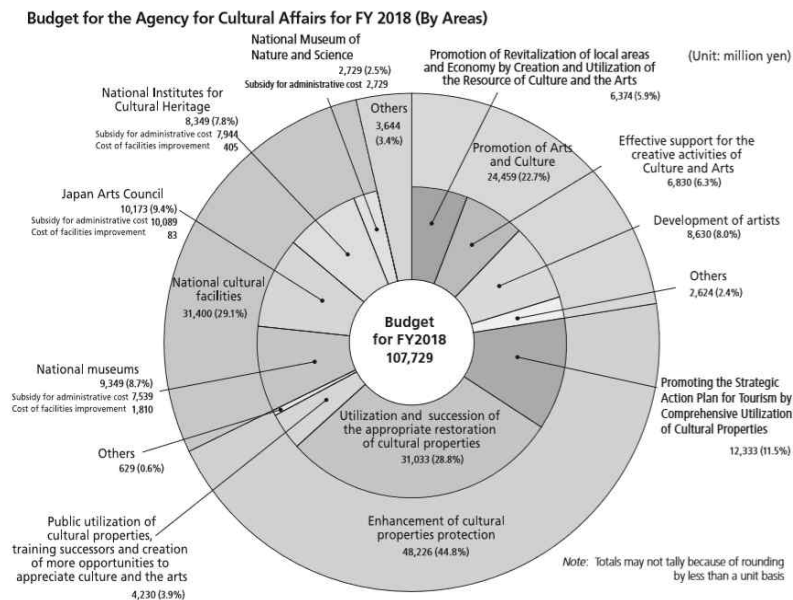 Budget for the Agency for Cultural Affairs for FY 2018 (By Areas)
(Unit: million yen)
National Museum of
Nature and Science
2,729 (2.5%)
Subsidy for administrative cost 2,729
Promotion of Revitalization of local areas
and Economy by Creation and Utilization of
the Resource of Culture and the Arts
6,374 (5.9%)
National Institutes for
Cultural Heritage
8,349 (7.8%)
Subsidy for administrative cost 7,944
Cost of facilities improvement 405
Others
3,644
(3.4%)
Promotion of Arts
and Culture
24,459 (22.7%)
Effective support for the
creative activities of
Culture and Arts
6,830 (6.3%)
Japan Arts Council
10,173 (9.4%)
Subsidy for administrative cost 10,089
Cost of facilities improvement 83
Development of artists
8,630 (8.0%)
National cultural
facilities
31,400 (29.1%)
Others
2,624 (2.4%)
Budget
for FY2018
107,729
National museums
9,349 (8.7%)
Subsidy for administrative cost 7,539
Cost of facilities improvement 1,810
Promoting the Strategic
Action Plan for Tourism by
Comprehensive Utilization
of Cultural Properties
12,333 (11.5%)
Utilization and succession of
the appropriate restoration
of cultural properties
31,033 (28.8%)
Others
629 (0.6%)
Public utilization of
cultural properties,
training successors and creation
of more opportunities to
appreciate culture and the arts
4,230 (3.9%)
Enhancement of cultural
properties protection
48,226 (44.8%)
Note: Totals may not tally because of rounding
by less than a unit basis